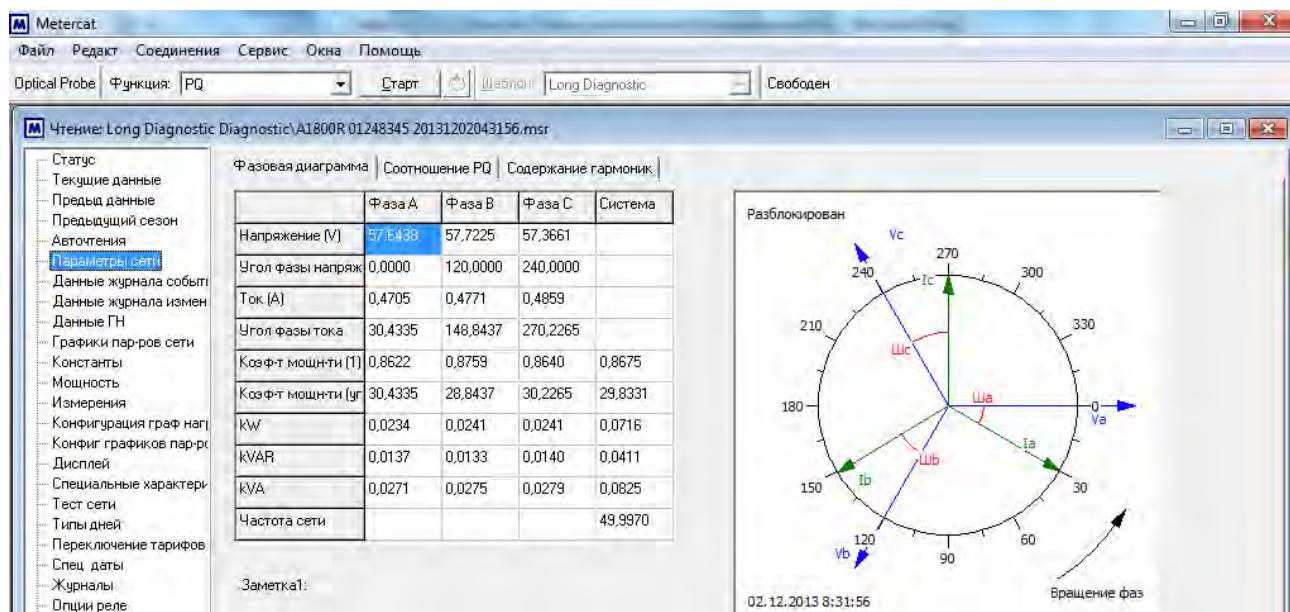 Metercat
Файл Редакт Соединения Сервис Окна Помощь
Optical Probe Функция: PQ Старт Шаблон: Long Diagnostic Свободен
Чтение: Long Diagnostic Diagnostic\A1800R 01248345 20131202043156.msr
Статус
Текущие данные
Предыд данные
Предыдущий сезон
Авточтения
Параметры сети
Данные журнала событи
Данные журнала измен
Данные ГН
Графики пар-ров сети
Константы
Мощность
Измерения
Конфигурация граф наг
Конфиг графиков пар-ро
Дисплей
Специальные характери
Тест сети
Типы дней
Переключение тарифов
Спец даты
Журналы
Опции реле
Фазовая диаграмма Соотношение PQ Содержание гармоник
Фаза A Фаза B Фаза C Система
Напряжение (V) 57,6438 57,7225 57,3661
Угол фазы напряж 0,0000 120,0000 240,0000
Ток (A) 0,4705 0,4771 0,4859
Угол фазы тока 30,4335 148,8437 270,2265
Коэф-т мощн-ти (1) 0,8622 0,8759 0,8640 0,8675
Коэф-т мощн-ти (уг 30,4335 28,8437 30,2265 29,8331
kW 0,0234 0,0241 0,0241 0,0716
kVAR 0,0137 0,0133 0,0140 0,0411
kVA 0,0271 0,0275 0,0279 0,0825
Частота сети 49,9970
Заметка1:
Разблокирован
Vc
270
240
Ic
300
210
330
Шc
180
Шa
0
Va
Ia
Шb
Ib
150
30
120
60
Vb
90
Вращение фаз
02.12.2013 8:31:56